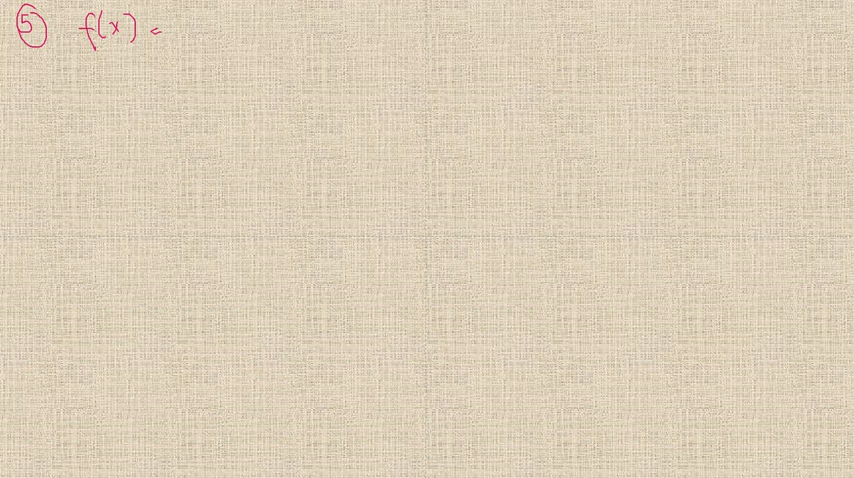 ⑤ f(x) =